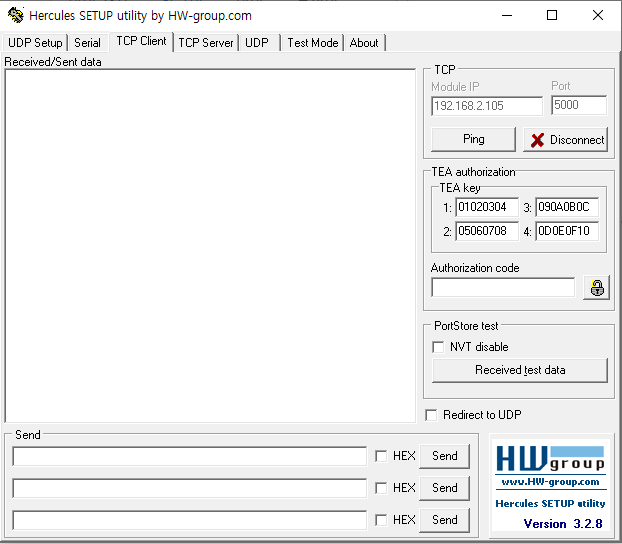 Hercules SETUP utility by HW-group.com
UDP Setup Serial TCP Client TCP Server UDP Test Mode About
Received/Sent data
TCP
Module IP Port
192.168.2.105 5000
Ping Disconnect
TEA authorization
TEA key
1: 01020304 3: 090A0B0C
2: 05060708 4: 0D0E0F10
Authorization code
PortStore test
NVT disable
Received test data
Redirect to UDP
Send
HEX Send
HEX Send
HEX Send
HWgroup
www.HW-group.com
Hercules SETUP utility
Version 3.2.8